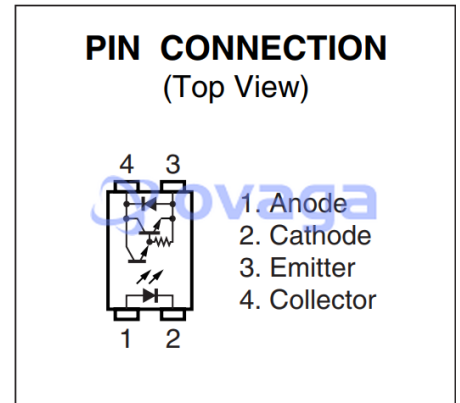 PIN CONNECTION
(Top View)
4 3
ovaga
1. Anode
2. Cathode
3. Emitter
4. Collector
1 2